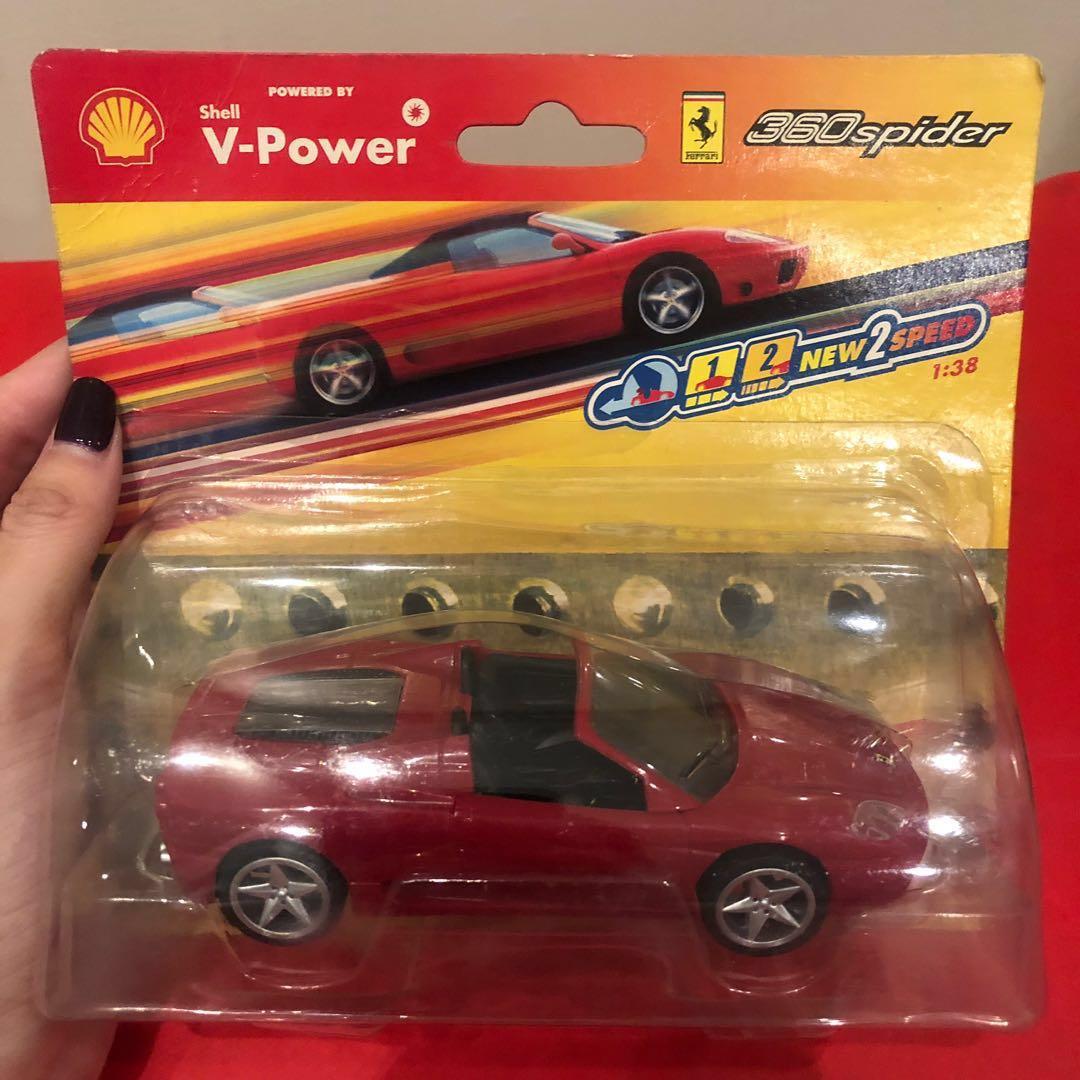 POWERED BY
Shell
V-Power
Ferrari
360spider
1 2 NEW 2 SPEED
1:38